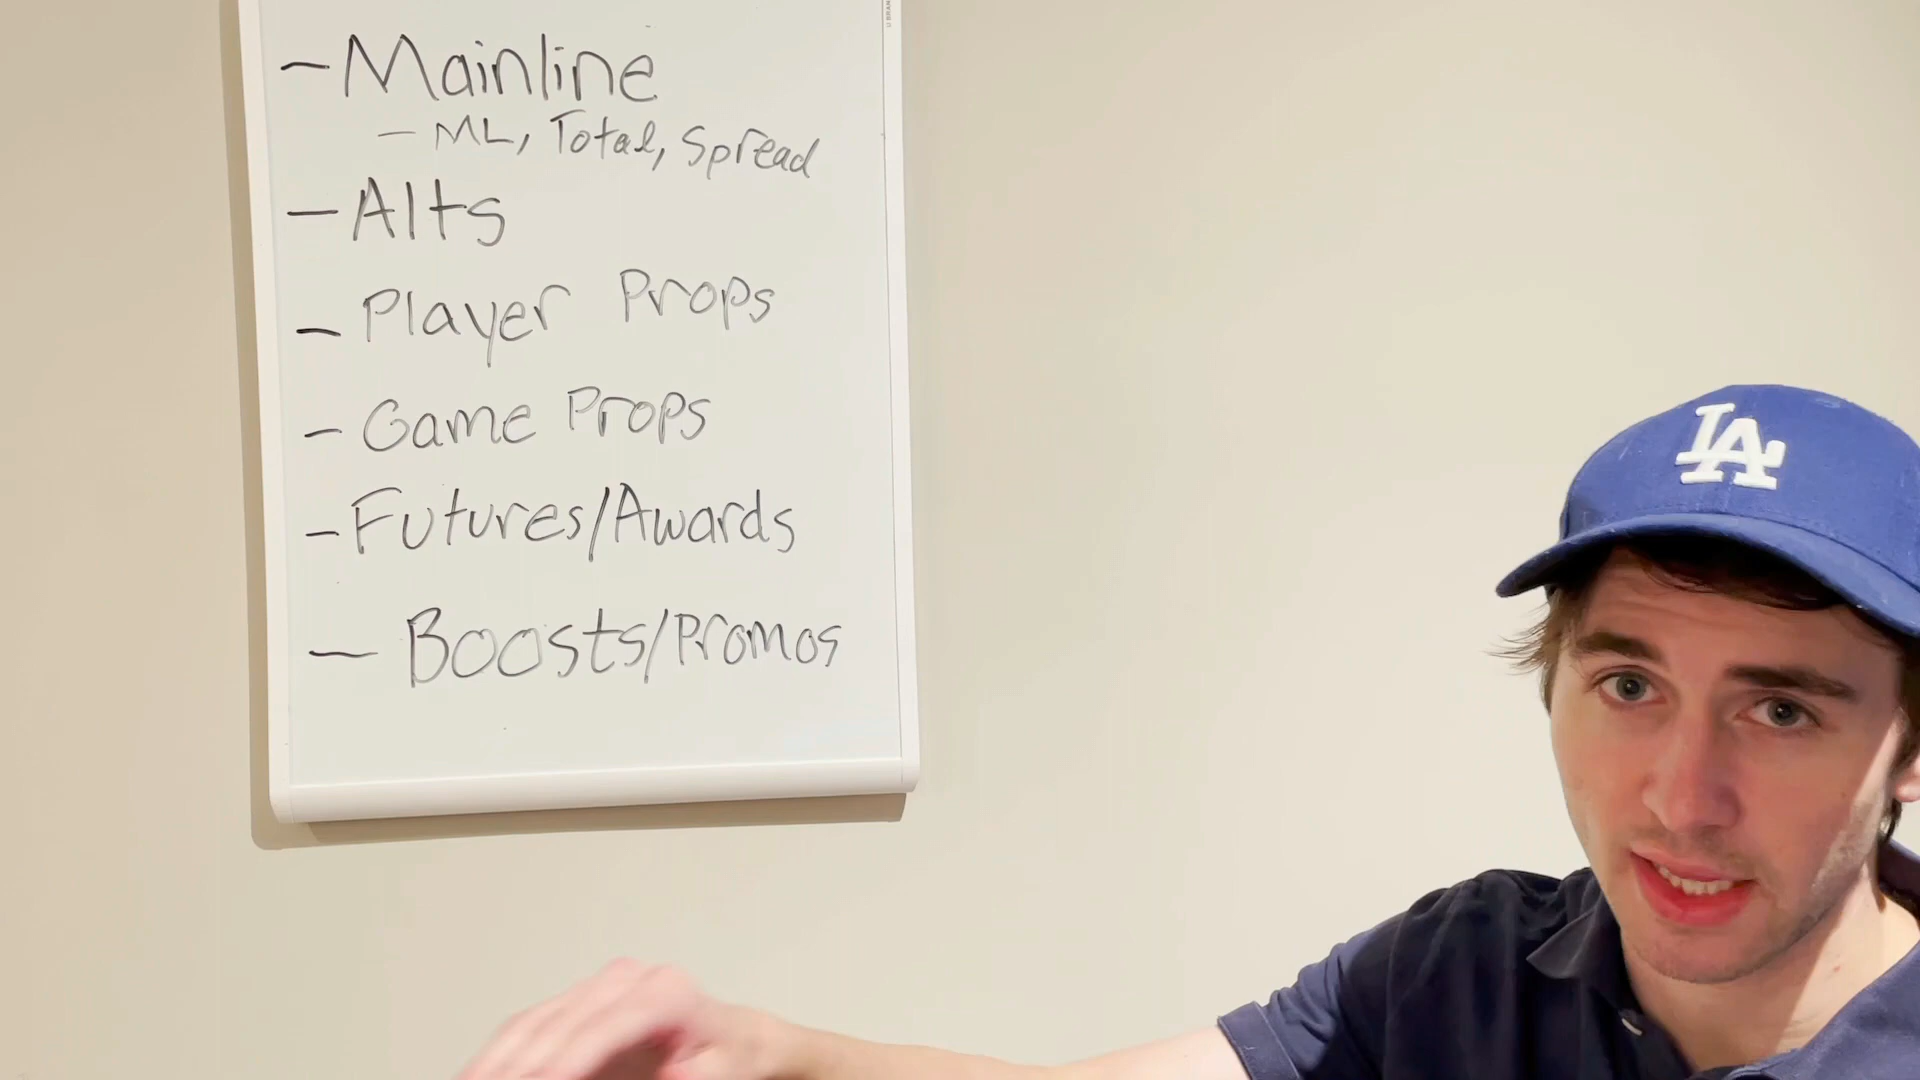 - Mainline
- ML, Total, Spread
- Alts
- Player Props
- Game Props
- Futures/Awards
- Boosts/Promos
LA